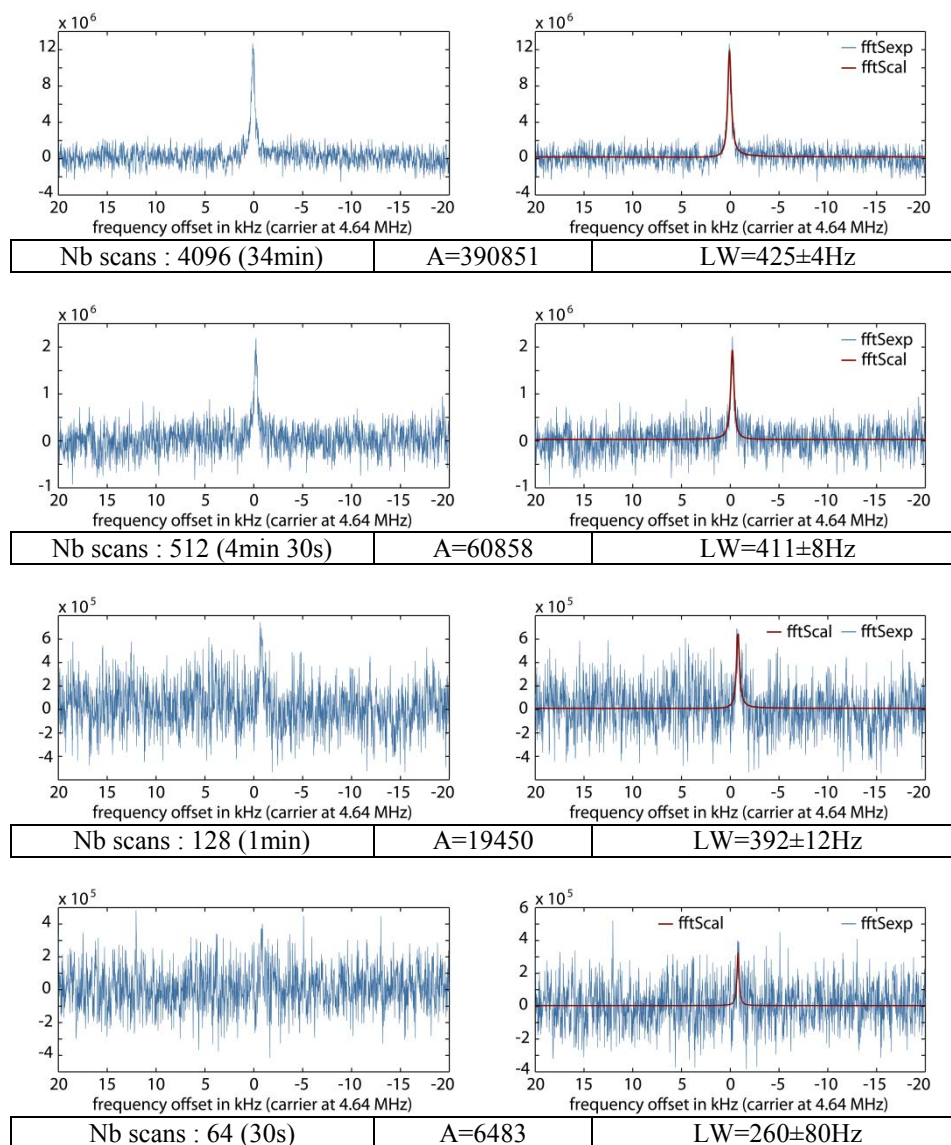 x 10^6
12
8
4
0
-4
20 15 10 5 0 -5 -10 -15 -20
frequency offset in kHz (carrier at 4.64 MHz)
x 10^6
12
8
4
0
-4
fftSexp
fftScal
20 15 10 5 0 -5 -10 -15 -20
frequency offset in kHz (carrier at 4.64 MHz)
Nb scans : 4096 (34min) A=390851 LW=425±4Hz
x 10^6
2
1
0
-1
20 15 10 5 0 -5 -10 -15 -20
frequency offset in kHz (carrier at 4.64 MHz)
x 10^6
2
1
0
-1
fftSexp
fftScal
20 15 10 5 0 -5 -10 -15 -20
frequency offset in kHz (carrier at 4.64 MHz)
Nb scans : 512 (4min 30s) A=60858 LW=411±8Hz
x 10^5
6
4
2
0
-2
-4
20 15 10 5 0 -5 -10 -15 -20
frequency offset in kHz (carrier at 4.64 MHz)
x 10^5
6
4
2
0
-2
-4
fftScal fftSexp
20 15 10 5 0 -5 -10 -15 -20
frequency offset in kHz (carrier at 4.64 MHz)
Nb scans : 128 (1min) A=19450 LW=392±12Hz
x 10^5
4
2
0
-2
-4
20 15 10 5 0 -5 -10 -15 -20
frequency offset in kHz (carrier at 4.64 MHz)
x 10^5
6
4
2
0
-2
-4
fftScal fftSexp
20 15 10 5 0 -5 -10 -15 -20
frequency offset in kHz (carrier at 4.64 MHz)
Nb scans : 64 (30s) A=6483 LW=260±80Hz